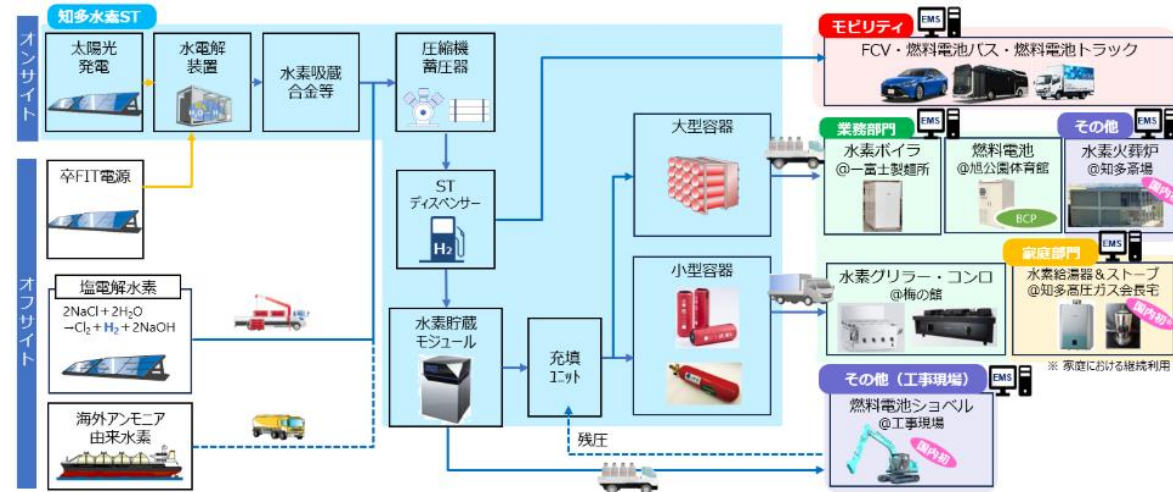 知多水素ST
オンサイト
太陽光
発電
水電解
装置
水素吸蔵
合金等
圧縮機
蓄圧器
モビリティ
EMS
FCV・燃料電池バス・燃料電池トラック
オフサイト
卒FIT電源
ST
ディスペンサー
H₂
大型容器
業務部門
EMS
水素ボイラ
@一富士製麺所
燃料電池
@旭公園体育館
BCP
その他
EMS
水素火葬炉
@知多斎場
塩電解水素
2NaCl+2H₂O
→Cl₂+H₂+2NaOH
水素貯蔵
モジュール
充填
ユニット
小型容器
水素グリラー・コンロ
@梅の館
家庭部門
EMS
水素給湯器&ストーブ
@知多高圧ガス会長宅
国内初※
※ 家庭における継続利用
海外アンモニア
由来水素
残圧
その他（工事現場）
EMS
燃料電池ショベル
@工事現場
国内初